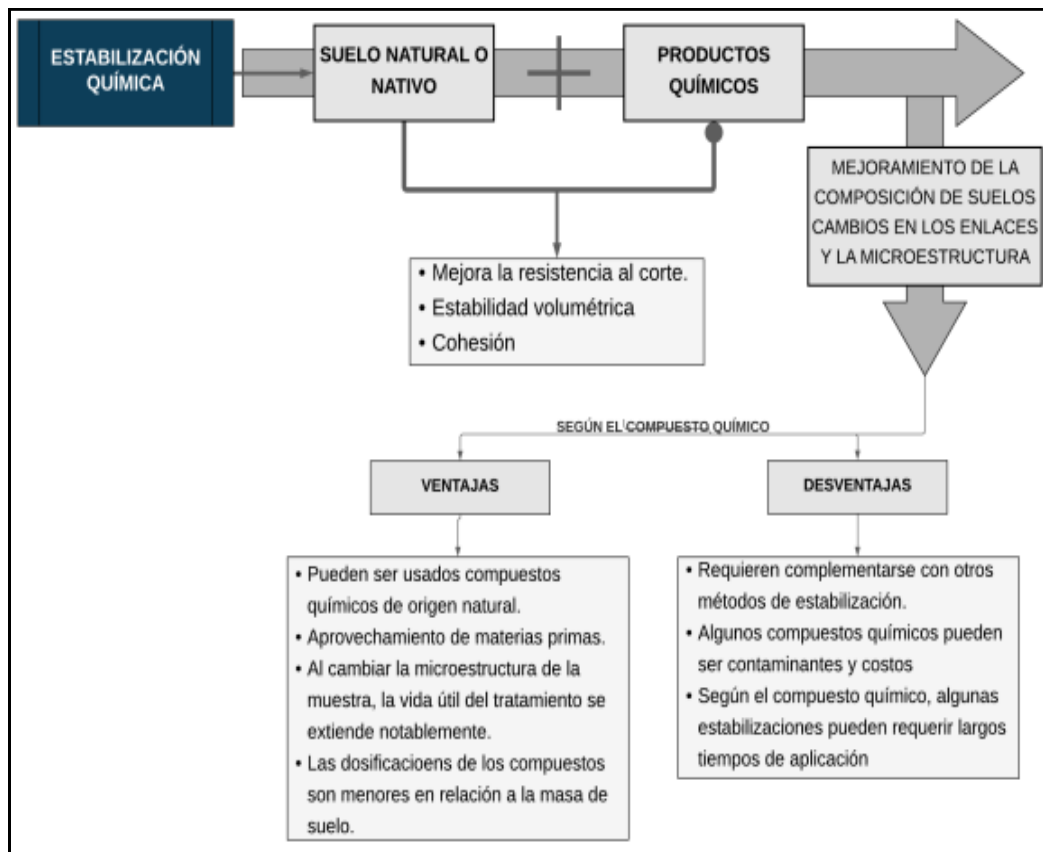 ESTABILIZACIÓN
QUÍMICA
SUELO NATURAL O
NATIVO
PRODUCTOS
QUÍMICOS
MEJORAMIENTO DE LA
COMPOSICIÓN DE SUELOS
CAMBIOS EN LOS ENLACES
Y LA MICROESTRUCTURA
• Mejora la resistencia al corte.
• Estabilidad volumétrica
• Cohesión
SEGÚN EL COMPUESTO QUÍMICO
VENTAJAS
• Pueden ser usados compuestos
químicos de origen natural.
• Aprovechamiento de materias primas.
• Al cambiar la microestructura de la
muestra, la vida útil del tratamiento se
extiende notablemente.
• Las dosificacioens de los compuestos
son menores en relación a la masa de
suelo.
DESVENTAJAS
• Requieren complementarse con otros
métodos de estabilización.
• Algunos compuestos químicos pueden
ser contaminantes y costos
• Según el compuesto químico, algunas
estabilizaciones pueden requerir largos
tiempos de aplicación